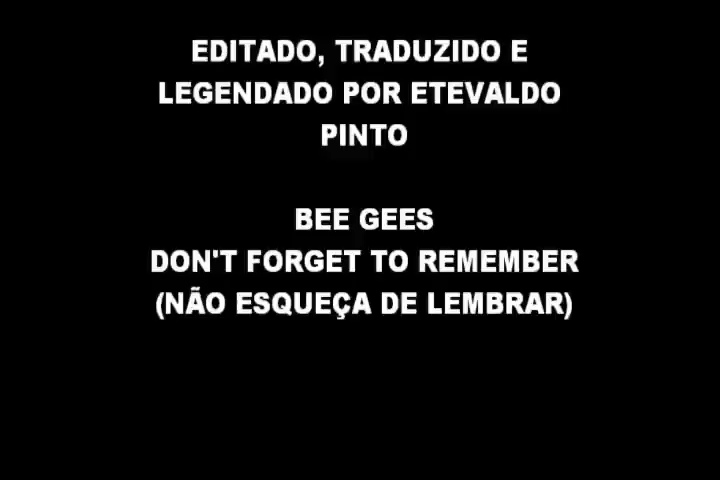 EDITADO, TRADUZIDO E
LEGENDADO POR ETEVALDO
PINTO
BEE GEES
DON'T FORGET TO REMEMBER
(NÃO ESQUEÇA DE LEMBRAR)